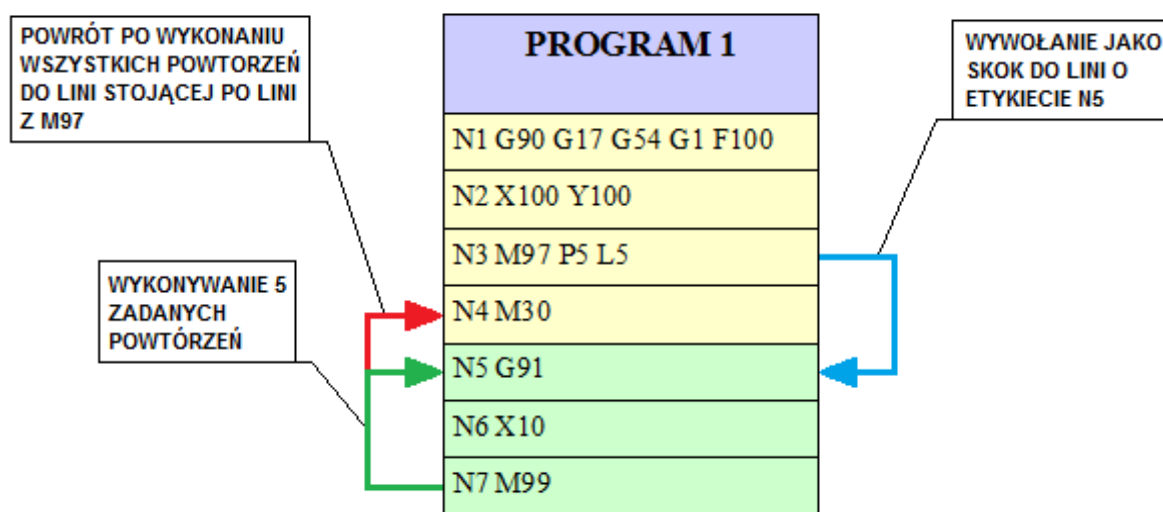 POWRÓT PO WYKONANIU
WSZYSTKICH POWTORZEŃ
DO LINI STOJĄCEJ PO LINI
Z M97
PROGRAM 1
WYWOŁANIE JAKO
SKOK DO LINI O
ETYKIECIE N5
N1 G90 G17 G54 G1 F100
N2 X100 Y100
N3 M97 P5 L5
WYKONYWANIE 5
ZADANYCH
POWTÓRZEŃ
N4 M30
N5 G91
N6 X10
N7 M99